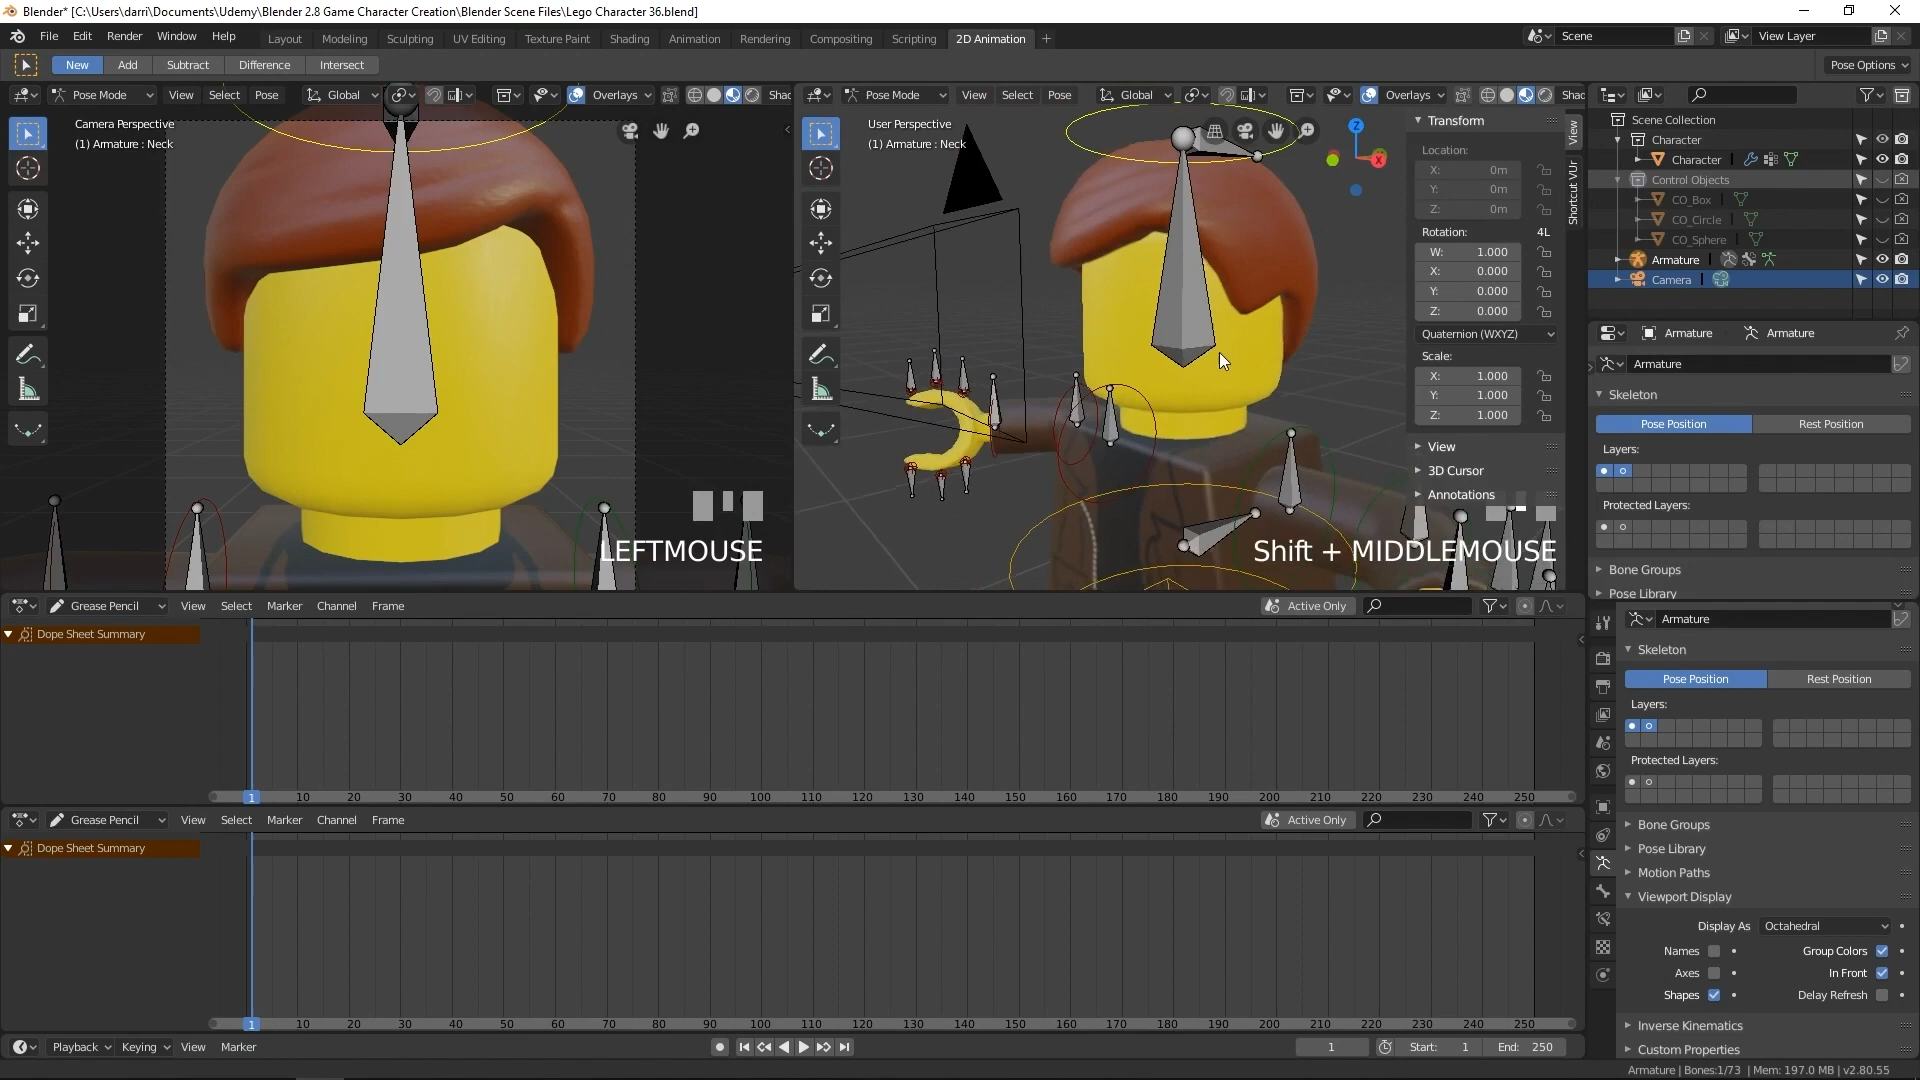 Blender* [C:\Users\darri\Documents\Udemy\Blender 2.8 Game Character Creation\Blender Scene Files\Lego Character 36.blend]
File Edit Render Window Help Layout Modeling Sculpting UV Editing Texture Paint Shading Animation Rendering Compositing Scripting 2D Animation + Scene View Layer
New Add Subtract Difference Intersect Pose Options
Pose Mode View Select Pose Global Overlays Shac
Pose Mode View Select Pose Global Overlays Shac
Camera Perspective
(1) Armature : Neck
User Perspective
(1) Armature : Neck
Z
X
LEFTMOUSE
Shift + MIDDLEMOUSE
Transform
Location:
X: 0m
Y: 0m
Z: 0m
Rotation: 4L
W: 1.000
X: 0.000
Y: 0.000
Z: 0.000
Quaternion (WXYZ)
Scale:
X: 1.000
Y: 1.000
Z: 1.000
View
3D Cursor
Annotations
View
Shortcut VUr
Scene Collection
Character
Character
Control Objects
CO_Box
CO_Circle
CO_Sphere
Armature
Camera
Armature Armature
Armature
Skeleton
Pose Position Rest Position
Layers:
Protected Layers:
Bone Groups
Pose Library
Armature
Skeleton
Pose Position Rest Position
Layers:
Protected Layers:
Bone Groups
Pose Library
Motion Paths
Viewport Display
Display As Octahedral
Names Group Colors
Axes In Front
Shapes Delay Refresh
Inverse Kinematics
Custom Properties
Grease Pencil View Select Marker Channel Frame Active Only
Dope Sheet Summary
1 10 20 30 40 50 60 70 80 90 100 110 120 130 140 150 160 170 180 190 200 210 220 230 240 250
Grease Pencil View Select Marker Channel Frame Active Only
Dope Sheet Summary
1 10 20 30 40 50 60 70 80 90 100 110 120 130 140 150 160 170 180 190 200 210 220 230 240 250
Playback Keying View Marker 1 Start: 1 End: 250
Armature | Bones:1/73 | Mem: 197.0 MB | v2.80.55